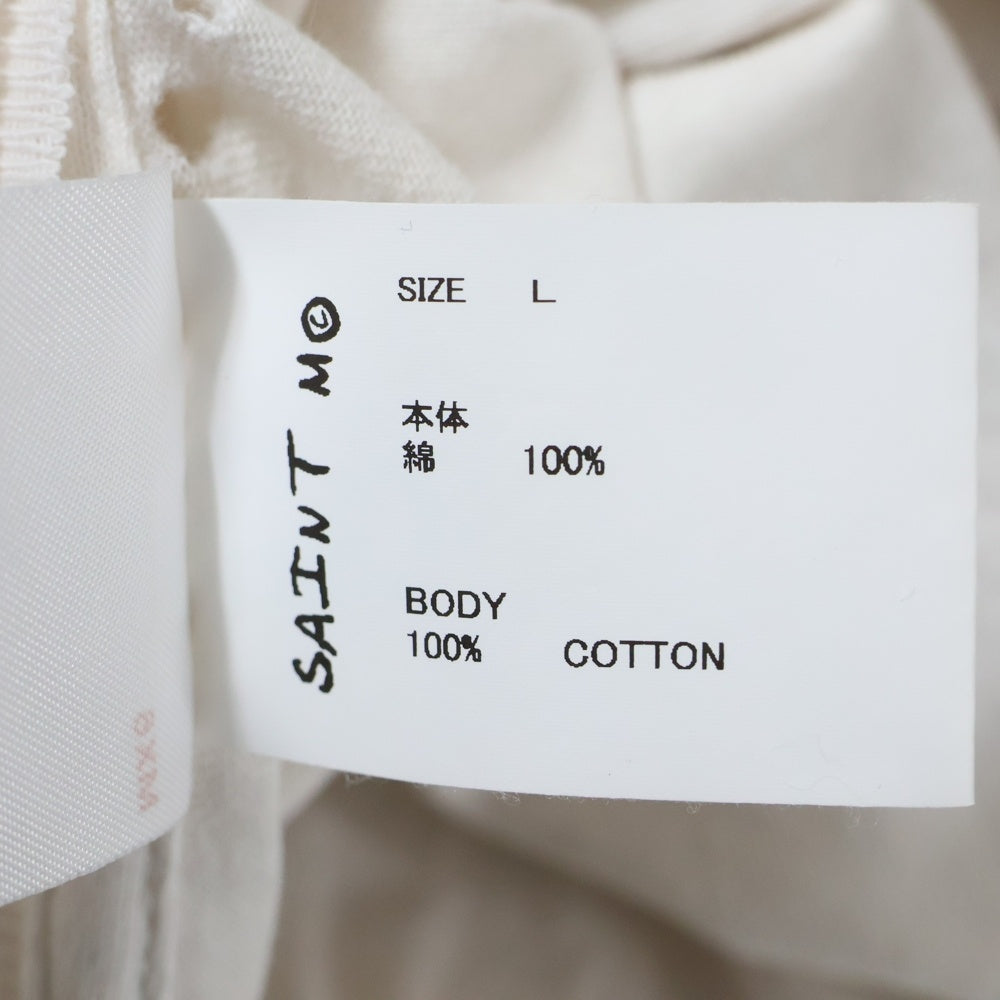 SAINT M©
SIZE L
本体
綿 100%
BODY
100% COTTON